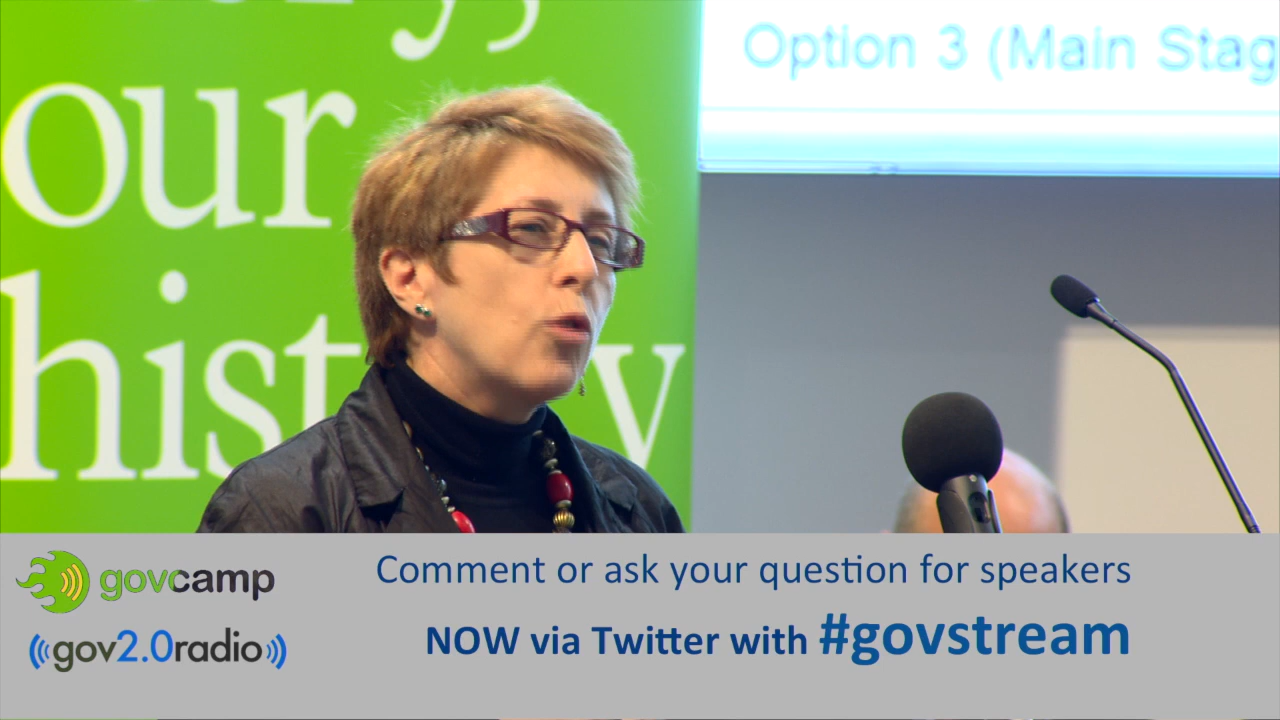 Option 3 (Main Stag
our
history
govcamp
gov2.0radio
Comment or ask your question for speakers
NOW via Twitter with #govstream